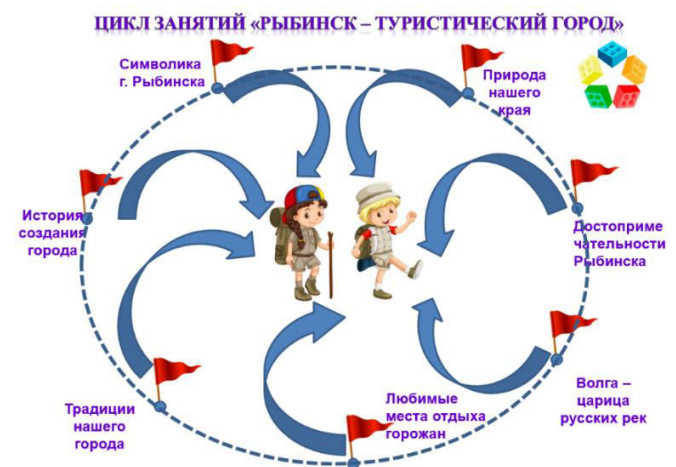 ЦИКЛ ЗАНЯТИЙ «РЫБИНСК – ТУРИСТИЧЕСКИЙ ГОРОД»
Символика
г. Рыбинска
Природа
нашего
края
История
создания
города
Достоприме
чательности
Рыбинска
Традиции
нашего
города
Любимые
места отдыха
горожан
Волга –
царица
русских рек